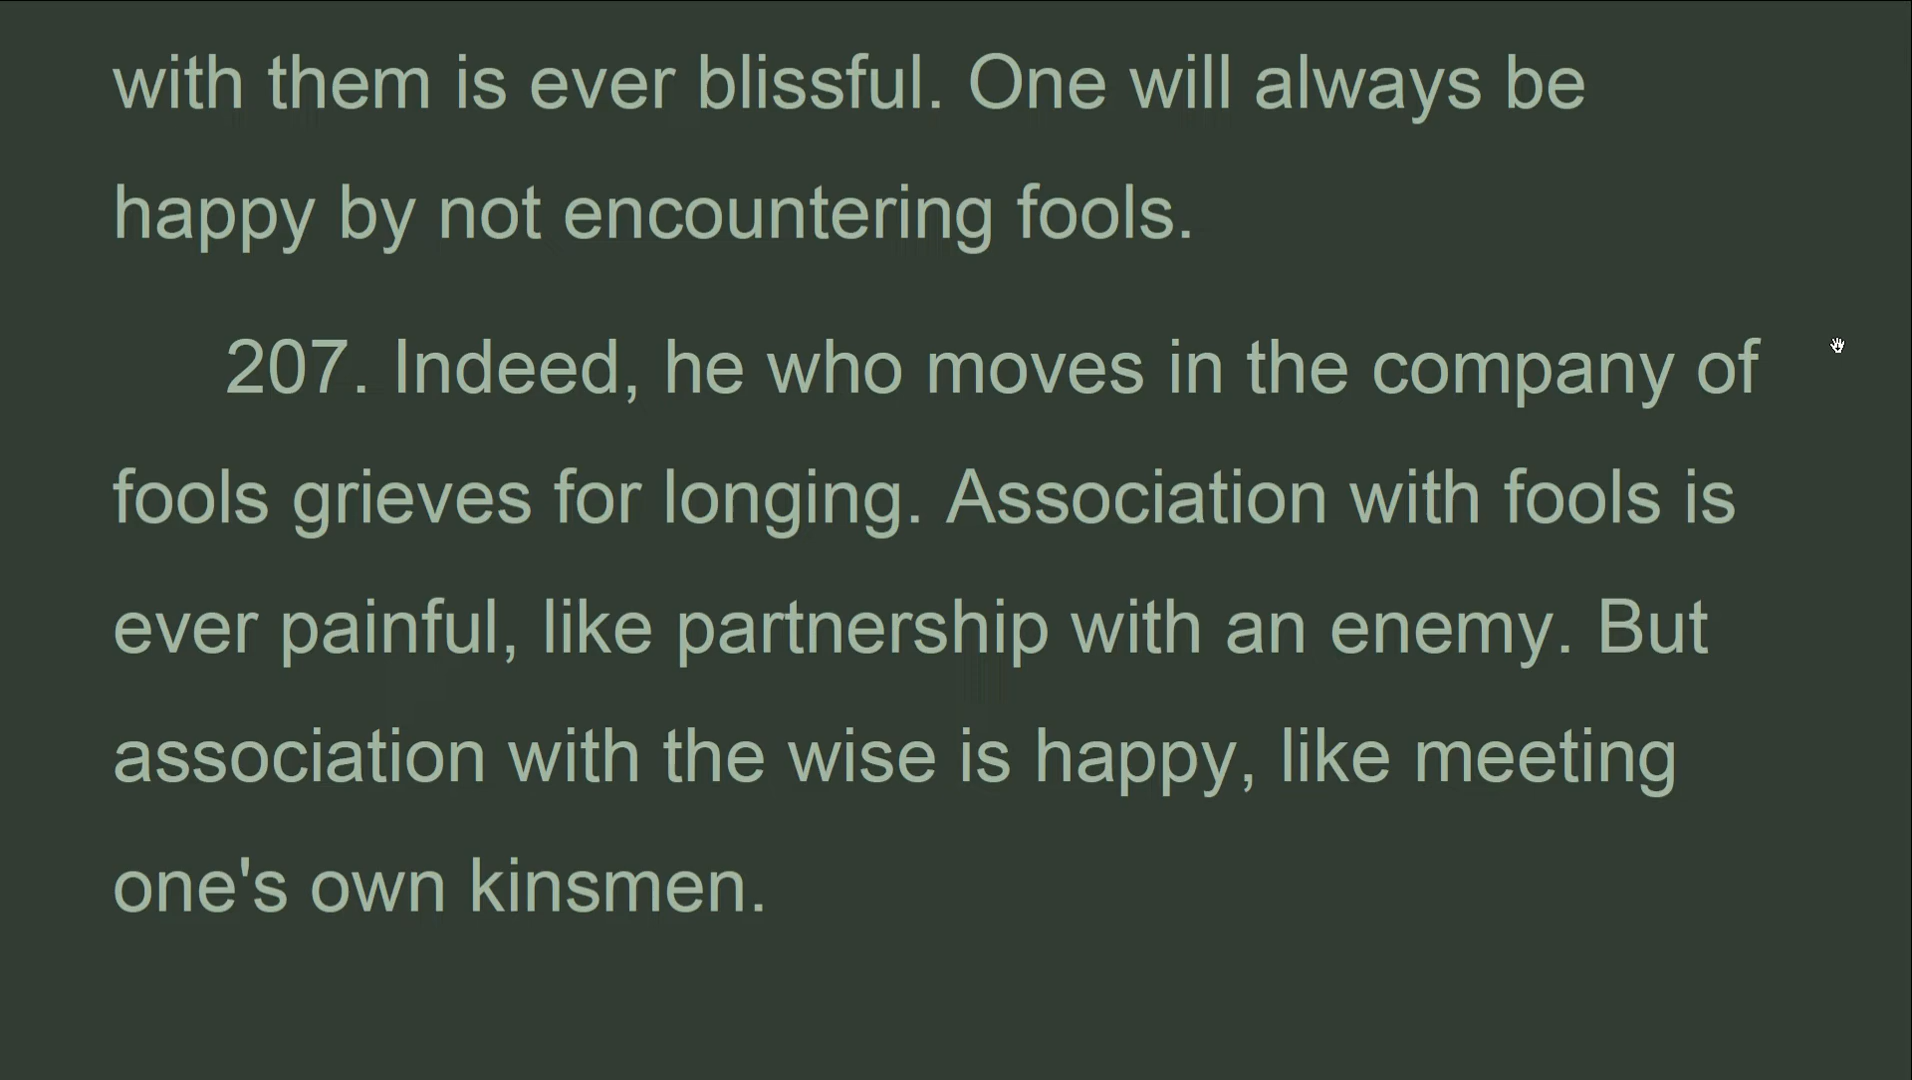 with them is ever blissful. One will always be
happy by not encountering fools.
207. Indeed, he who moves in the company of
fools grieves for longing. Association with fools is
ever painful, like partnership with an enemy. But
association with the wise is happy, like meeting
one's own kinsmen.